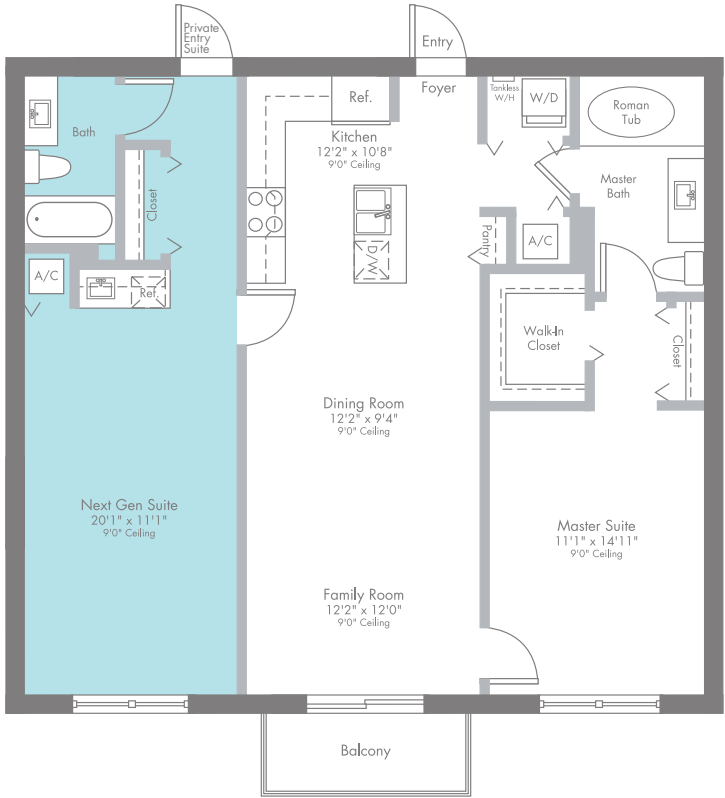 Private
Entry
Suite
Entry
Foyer
Ref.
Tankless
W/H
W/D
Roman
Tub
Bath
Kitchen
12'2" x 10'8"
9'0" Ceiling
Master
Bath
Closet
Pantry
A/C
D/W
A/C
Ref.
Walk-In
Closet
Closet
Dining Room
12'2" x 9'4"
9'0" Ceiling
Next Gen Suite
20'1" x 11'1"
9'0" Ceiling
Master Suite
11'1" x 14'11"
9'0" Ceiling
Family Room
12'2" x 12'0"
9'0" Ceiling
Balcony